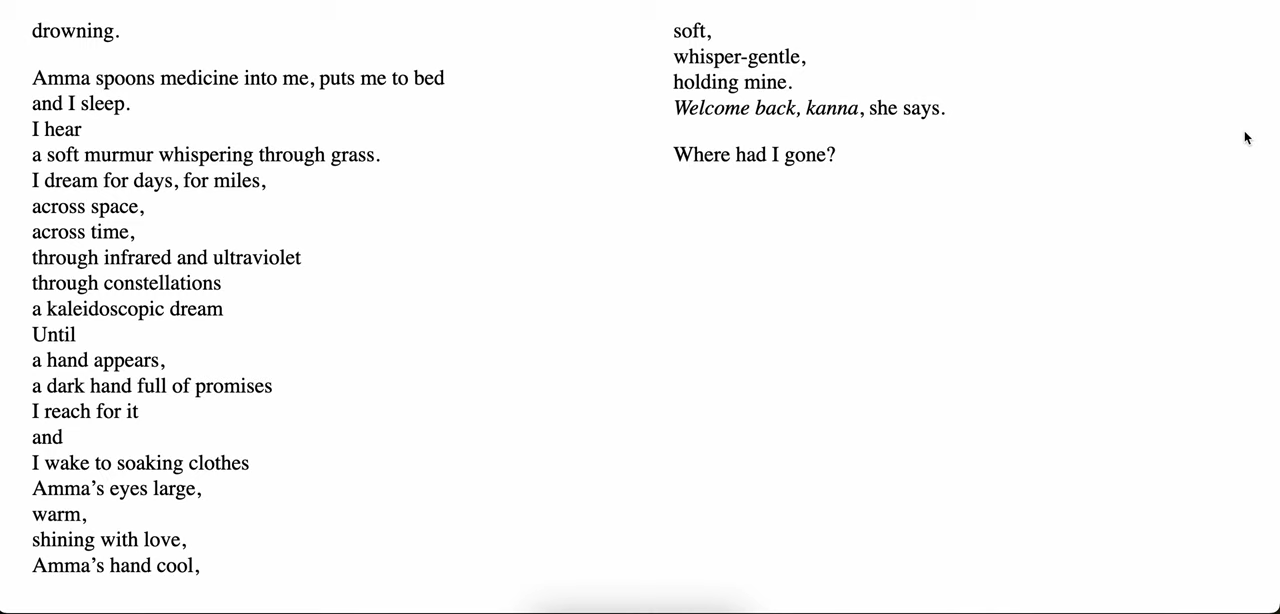 drowning.
Amma spoons medicine into me, puts me to bed
and I sleep.
I hear
a soft murmur whispering through grass.
I dream for days, for miles,
across space,
across time,
through infrared and ultraviolet
through constellations
a kaleidoscopic dream
Until
a hand appears,
a dark hand full of promises
I reach for it
and
I wake to soaking clothes
Amma’s eyes large,
warm,
shining with love,
Amma’s hand cool,
soft,
whisper-gentle,
holding mine.
Welcome back, kanna, she says.
Where had I gone?